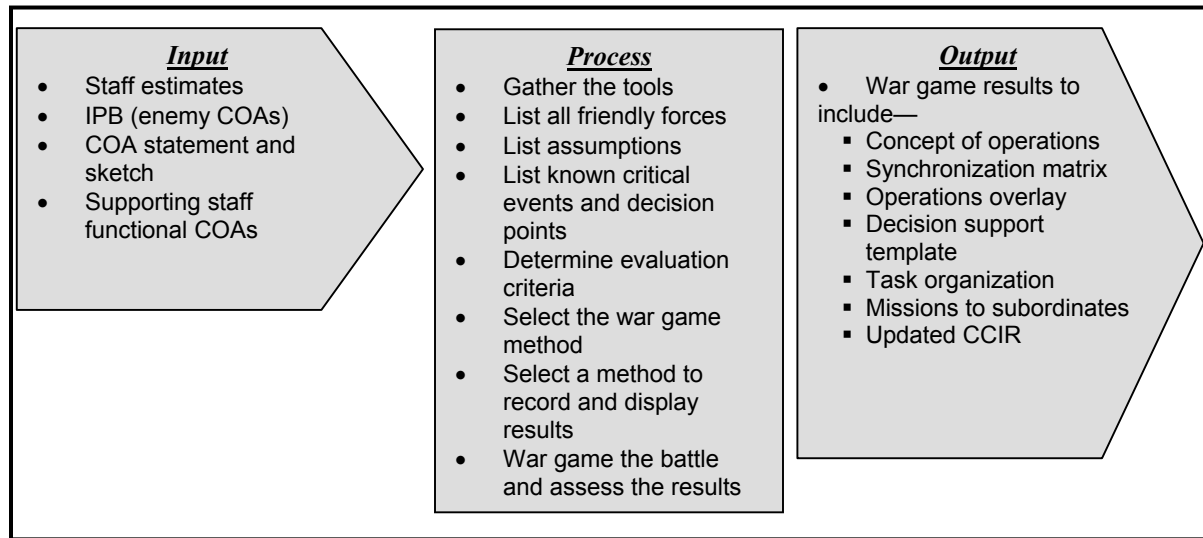 Input
• Staff estimates
• IPB (enemy COAs)
• COA statement and
sketch
• Supporting staff
functional COAs
Process
• Gather the tools
• List all friendly forces
• List assumptions
• List known critical
events and decision
points
• Determine evaluation
criteria
• Select the war game
method
• Select a method to
record and display
results
• War game the battle
and assess the results
Output
• War game results to
include—
▪ Concept of operations
▪ Synchronization matrix
▪ Operations overlay
▪ Decision support
template
▪ Task organization
▪ Missions to subordinates
▪ Updated CCIR